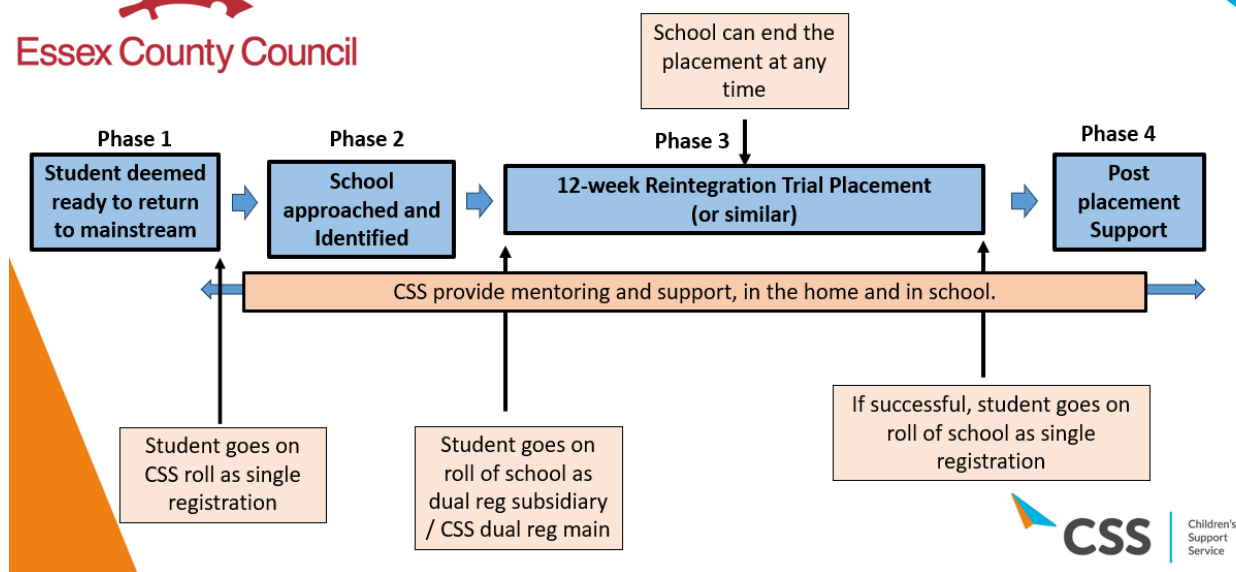 Essex County Council
School can end the
placement at any
time
Phase 1
Phase 2
Phase 3
Phase 4
Student deemed
ready to return
to mainstream
School
approached and
Identified
12-week Reintegration Trial Placement
(or similar)
Post
placement
Support
CSS provide mentoring and support, in the home and in school.
Student goes on
CSS roll as single
registration
Student goes on
roll of school as
dual reg subsidiary
/ CSS dual reg main
If successful, student goes on
roll of school as single
registration
CSS
Children's
Support
Service